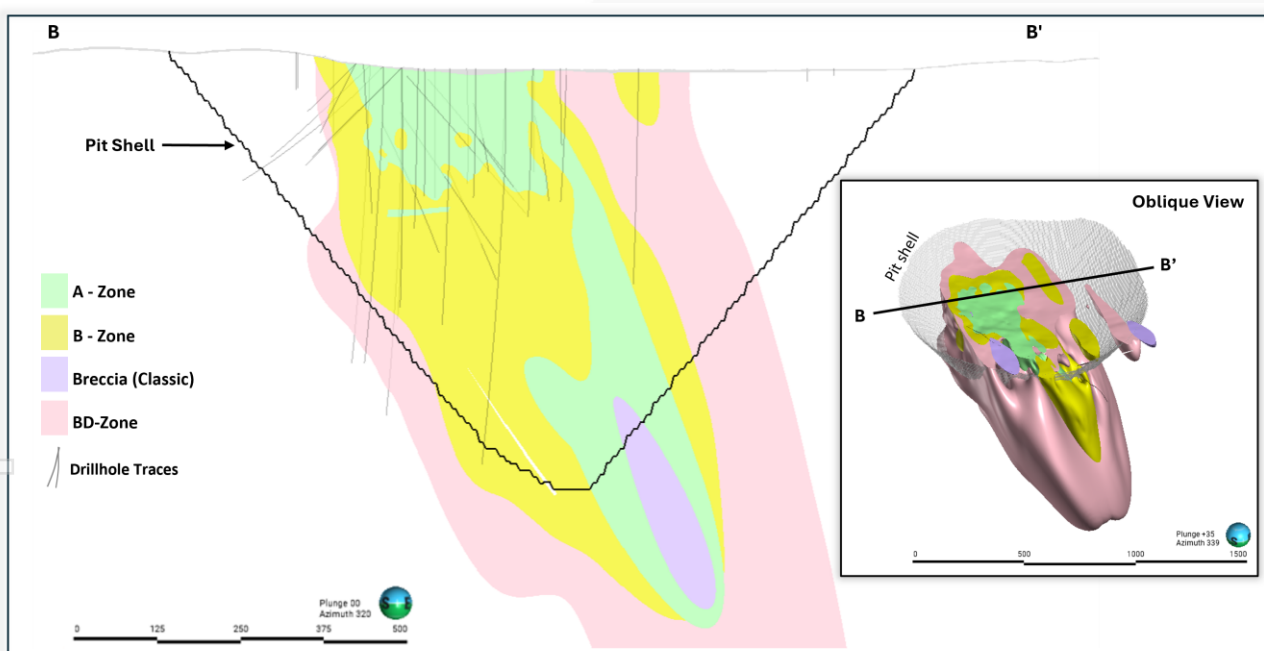 B
B'
Pit Shell
A - Zone
B - Zone
Breccia (Classic)
BD-Zone
Drillhole Traces
Plunge 00
Azimuth 320
S E
0 125 250 375 500
Oblique View
Pit shell
B
B’
Plunge +35
Azimuth 339
0 500 1000 1500